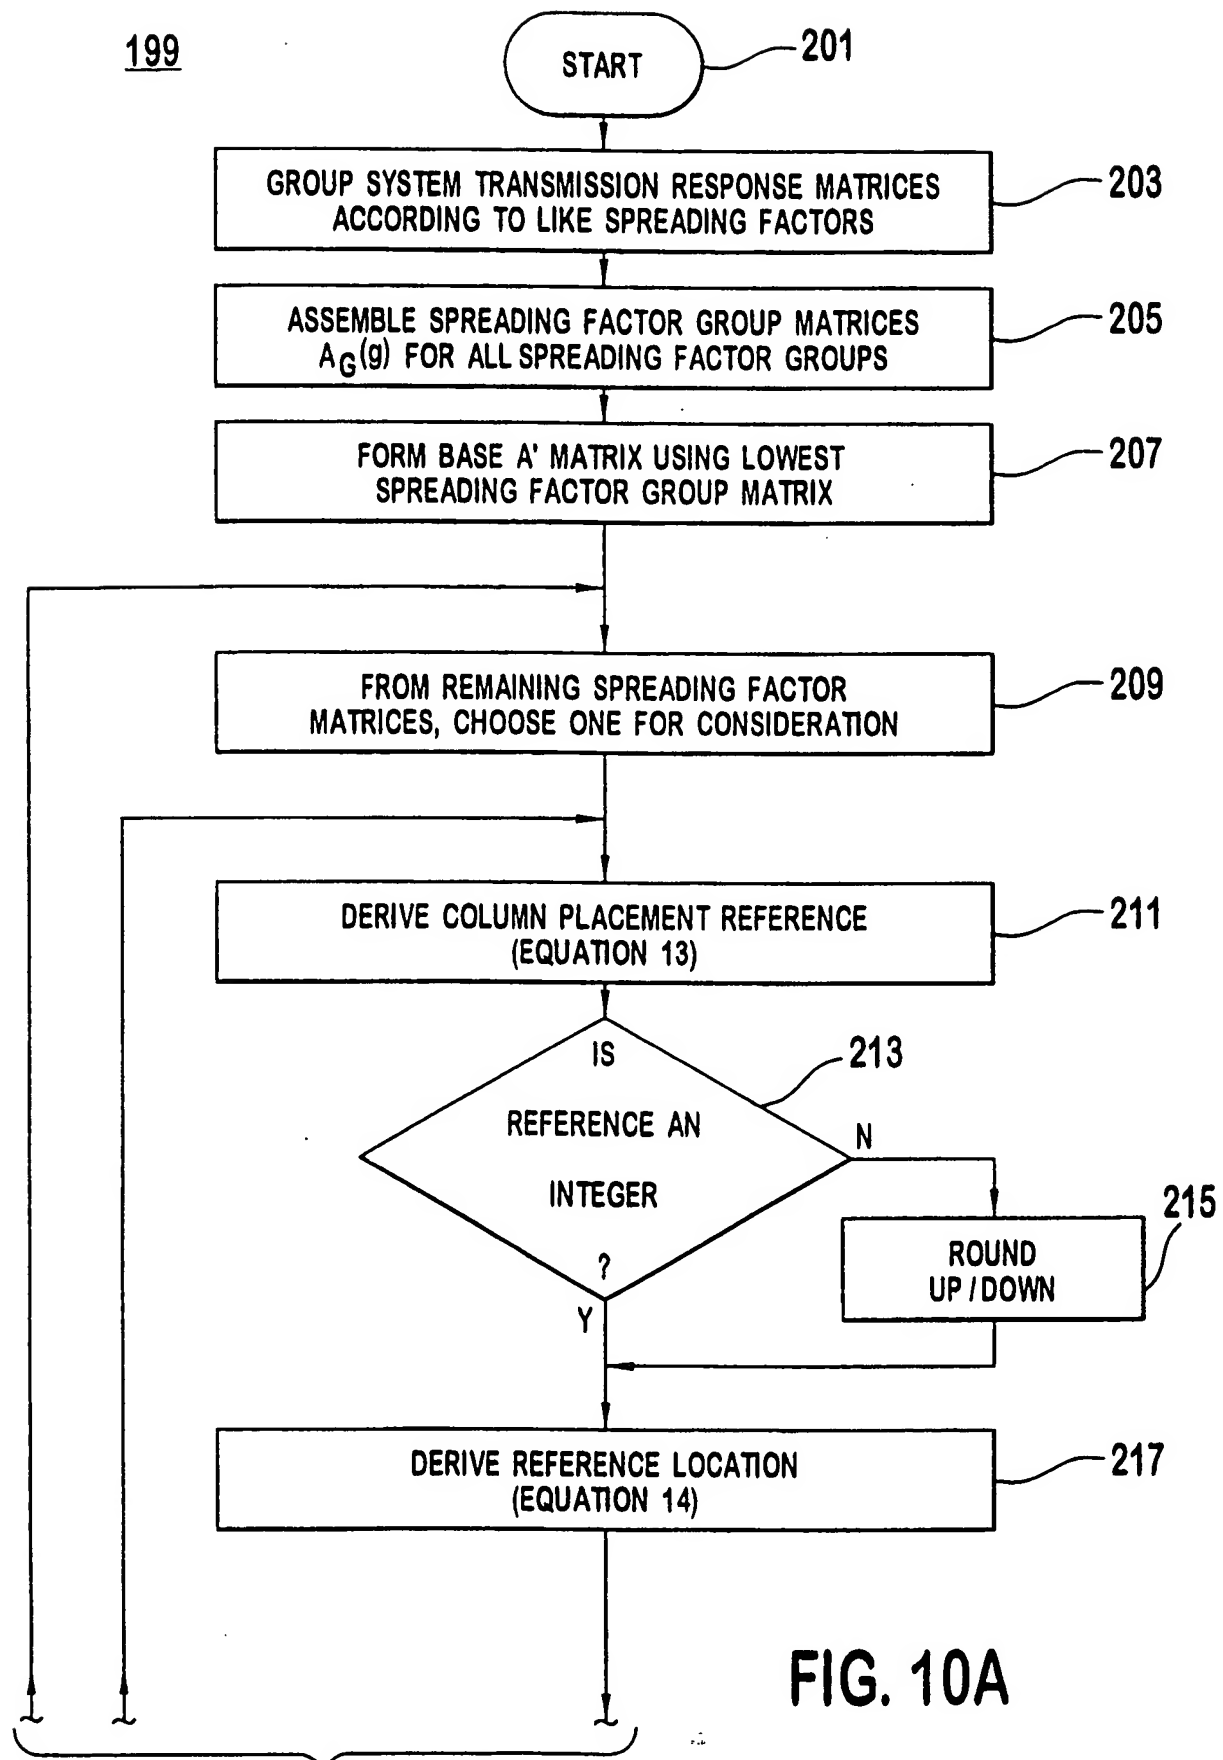 199
START
201
GROUP SYSTEM TRANSMISSION RESPONSE MATRICES
ACCORDING TO LIKE SPREADING FACTORS
203
ASSEMBLE SPREADING FACTOR GROUP MATRICES
AG(g) FOR ALL SPREADING FACTOR GROUPS
205
FORM BASE A' MATRIX USING LOWEST
SPREADING FACTOR GROUP MATRIX
207
FROM REMAINING SPREADING FACTOR
MATRICES, CHOOSE ONE FOR CONSIDERATION
209
DERIVE COLUMN PLACEMENT REFERENCE
(EQUATION 13)
211
IS
REFERENCE AN
INTEGER
?
213
N
Y
ROUND
UP / DOWN
215
DERIVE REFERENCE LOCATION
(EQUATION 14)
217
FIG. 10A